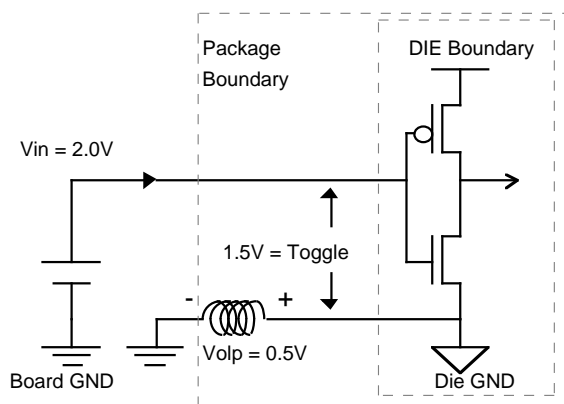 Package
Boundary
DIE Boundary
Vin = 2.0V
1.5V = Toggle
- +
Volp = 0.5V
Board GND
Die GND